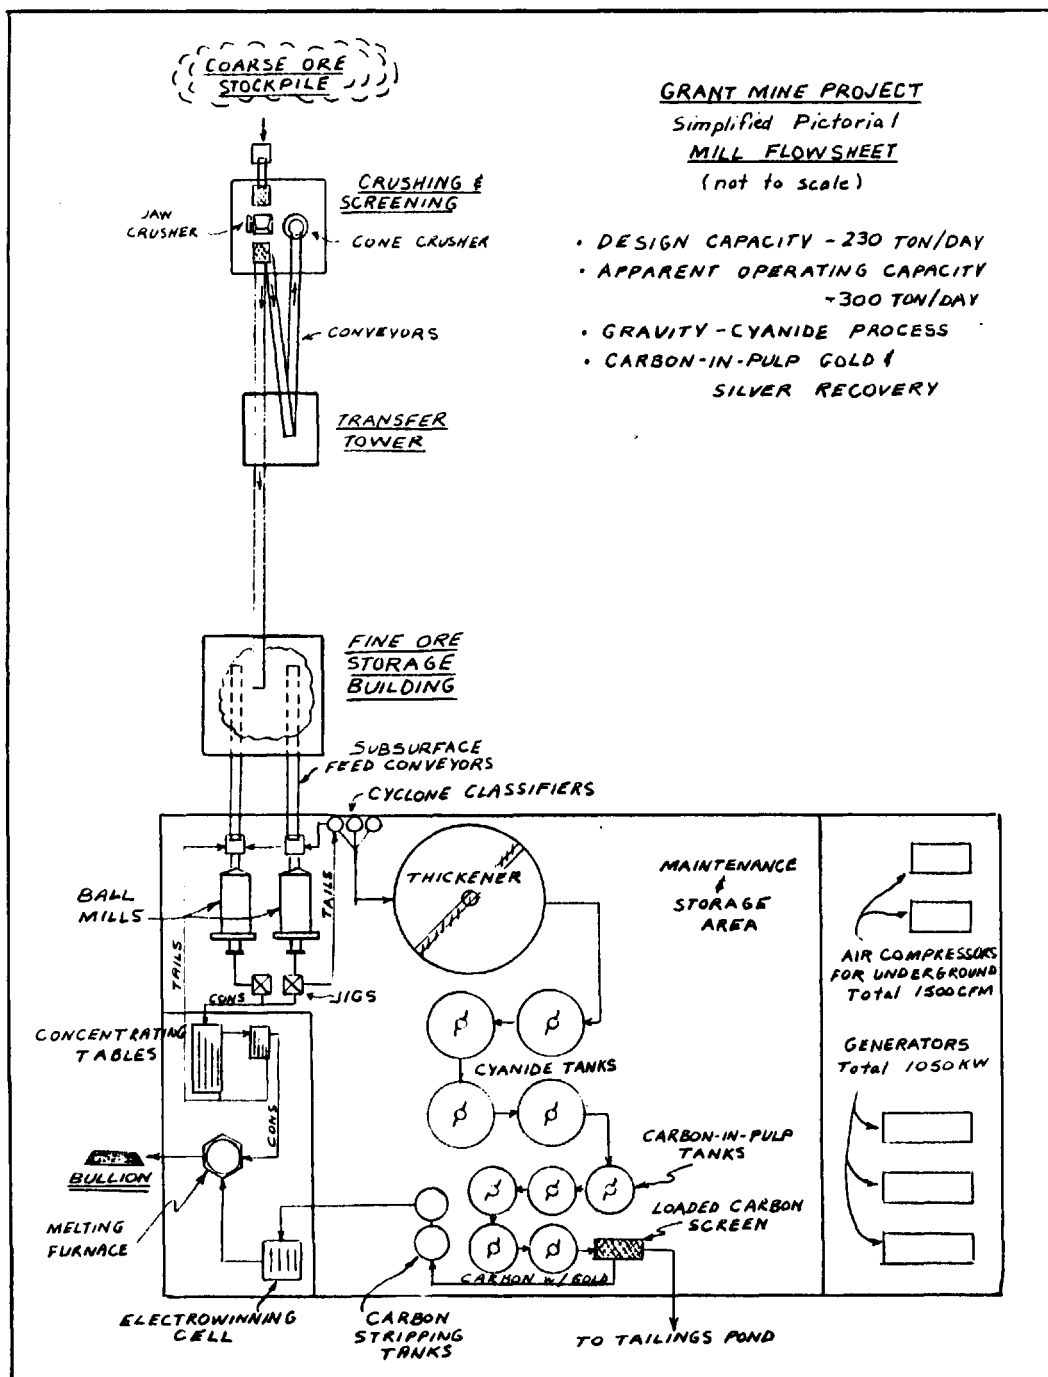 COARSE ORE
STOCKPILE
GRANT MINE PROJECT
Simplified Pictorial
MILL FLOWSHEET
(not to scale)
CRUSHING &
SCREENING
JAW
CRUSHER
CONE CRUSHER
• DESIGN CAPACITY - 230 TON/DAY
• APPARENT OPERATING CAPACITY
-300 TON/DAY
• GRAVITY-CYANIDE PROCESS
• CARBON-IN-PULP GOLD &
SILVER RECOVERY
CONVEYORS
TRANSFER
TOWER
FINE ORE
STORAGE
BUILDING
SUBSURFACE
FEED CONVEYORS
CYCLONE CLASSIFIERS
THICKENER
MAINTENANCE
&
STORAGE
AREA
BALL
MILLS
TAILS
TAILS
AIR COMPRESSORS
FOR UNDERGROUND
Total 1500 CFM
JIGS
CONS
CONCENTRATING
TABLES
CYANIDE TANKS
GENERATORS
Total 1050 KW
CONS
CARBON-IN-PULP
TANKS
BULLION
MELTING
FURNACE
LOADED CARBON
SCREEN
CARBON W/ GOLD
ELECTROWINNING
CELL
CARBON
STRIPPING
TANKS
TO TAILINGS POND